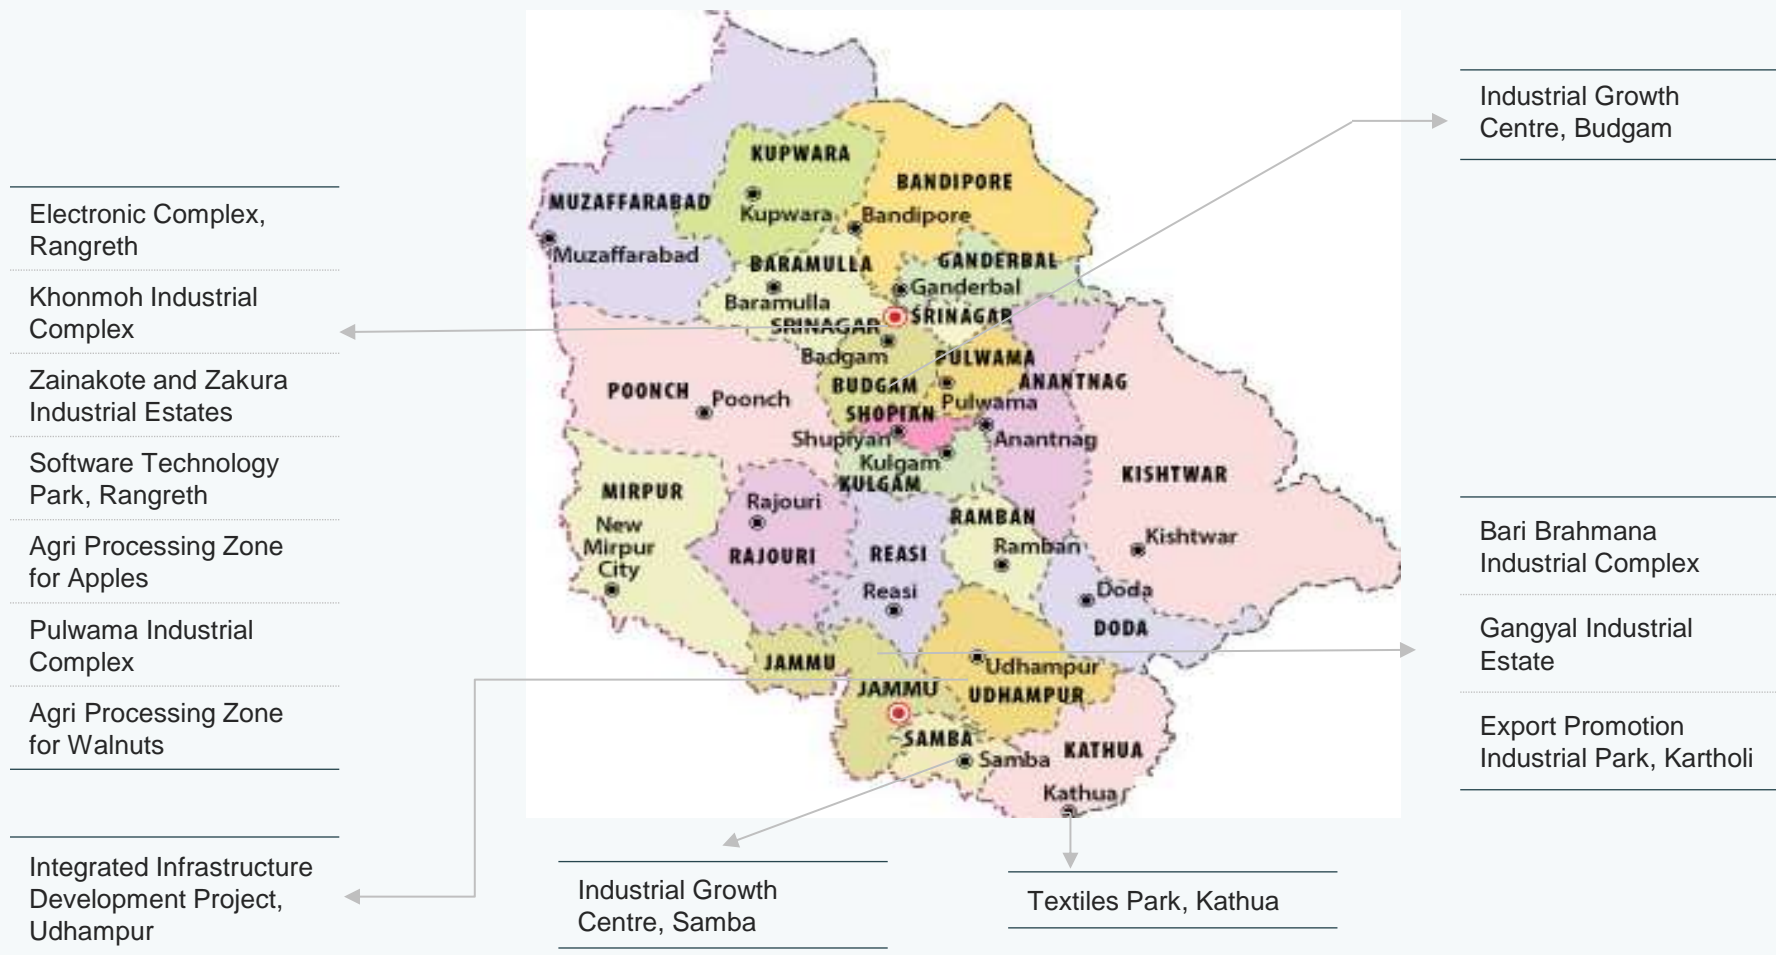 Electronic Complex,
Rangreth
Khonmoh Industrial
Complex
Zainakote and Zakura
Industrial Estates
Software Technology
Park, Rangreth
Agri Processing Zone
for Apples
Pulwama Industrial
Complex
Agri Processing Zone
for Walnuts
Integrated Infrastructure
Development Project,
Udhampur
KUPWARA
Kupwara
BANDIPORE
Bandipore
MUZAFFARABAD
Muzaffarabad
BARAMULLA
Baramulla
GANDERBAL
Ganderbal
SRINAGAR
SRINAGAR
Badgam
BUDGAM
PULWAMA
Pulwama
ANANTNAG
Anantnag
POONCH
Poonch
SHOPIAN
Shupiyan
Kulgam
KULGAM
KISHTWAR
Kishtwar
MIRPUR
New
Mirpur
City
Rajouri
RAJOURI
REASI
Reasi
RAMBAN
Ramban
Doda
DODA
JAMMU
JAMMU
Udhampur
UDHAMPUR
SAMBA
Samba
KATHUA
Kathua
Industrial Growth
Centre, Samba
Textiles Park, Kathua
Industrial Growth
Centre, Budgam
Bari Brahmana
Industrial Complex
Gangyal Industrial
Estate
Export Promotion
Industrial Park, Kartholi